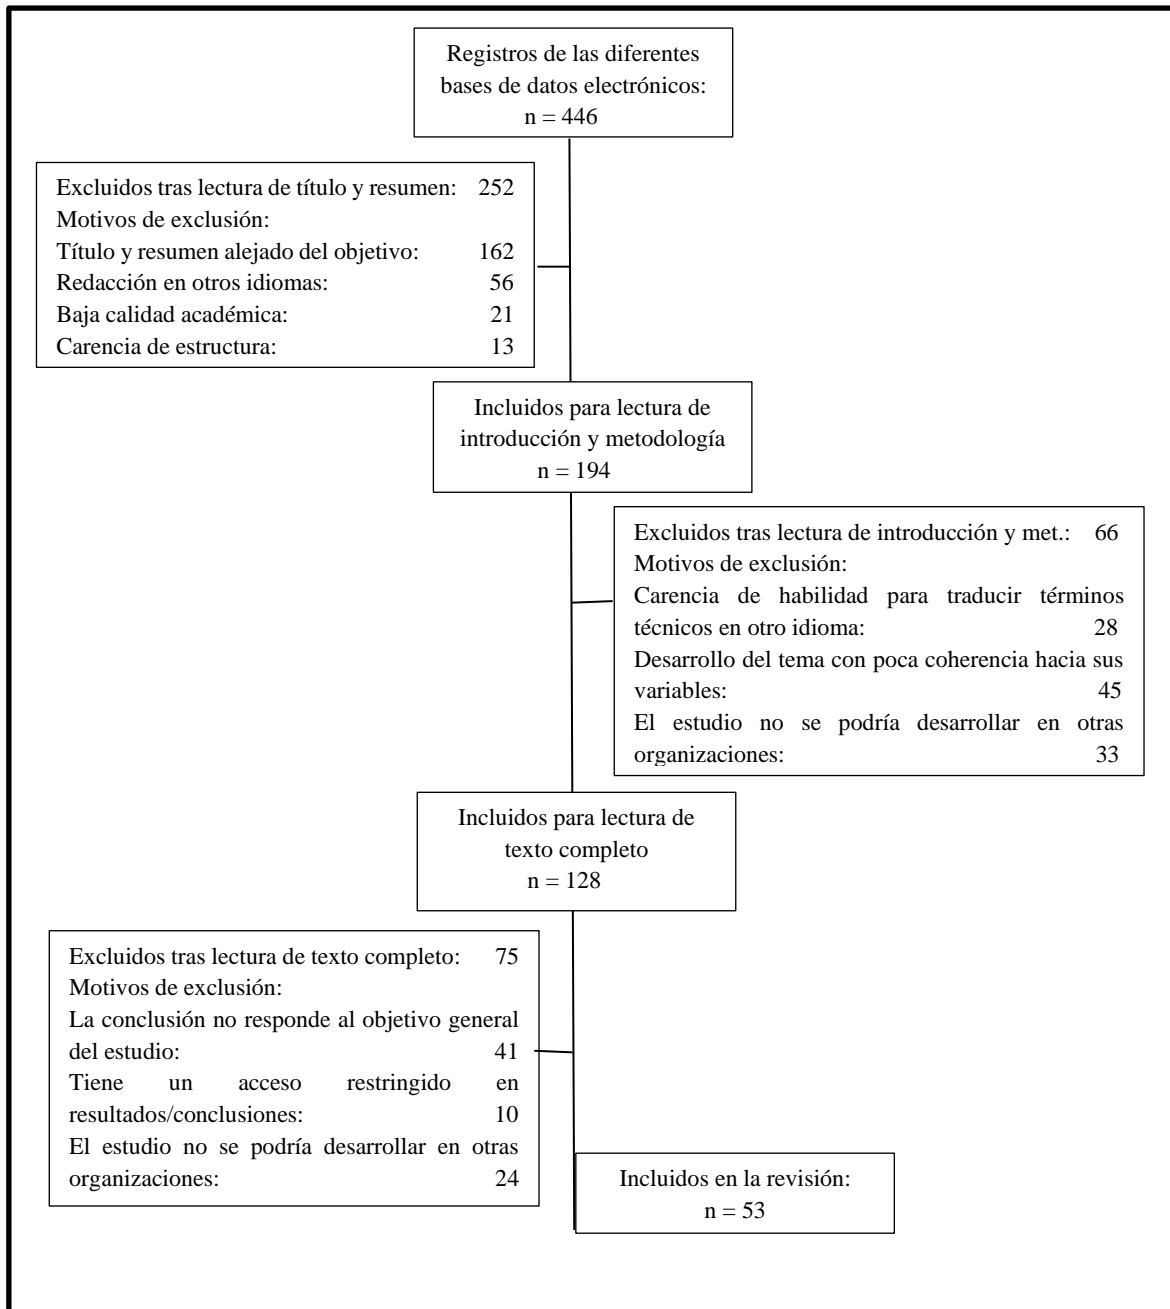 Registros de las diferentes
bases de datos electrónicos:
n = 446
Excluidos tras lectura de título y resumen: 252
Motivos de exclusión:
Título y resumen alejado del objetivo: 162
Redacción en otros idiomas: 56
Baja calidad académica: 21
Carencia de estructura: 13
Incluidos para lectura de
introducción y metodología
n = 194
Excluidos tras lectura de introducción y met.: 66
Motivos de exclusión:
Carencia de habilidad para traducir términos
técnicos en otro idioma: 28
Desarrollo del tema con poca coherencia hacia sus
variables: 45
El estudio no se podría desarrollar en otras
organizaciones: 33
Incluidos para lectura de
texto completo
n = 128
Excluidos tras lectura de texto completo: 75
Motivos de exclusión:
La conclusión no responde al objetivo general
del estudio: 41
Tiene un acceso restringido en
resultados/conclusiones: 10
El estudio no se podría desarrollar en otras
organizaciones: 24
Incluidos en la revisión:
n = 53